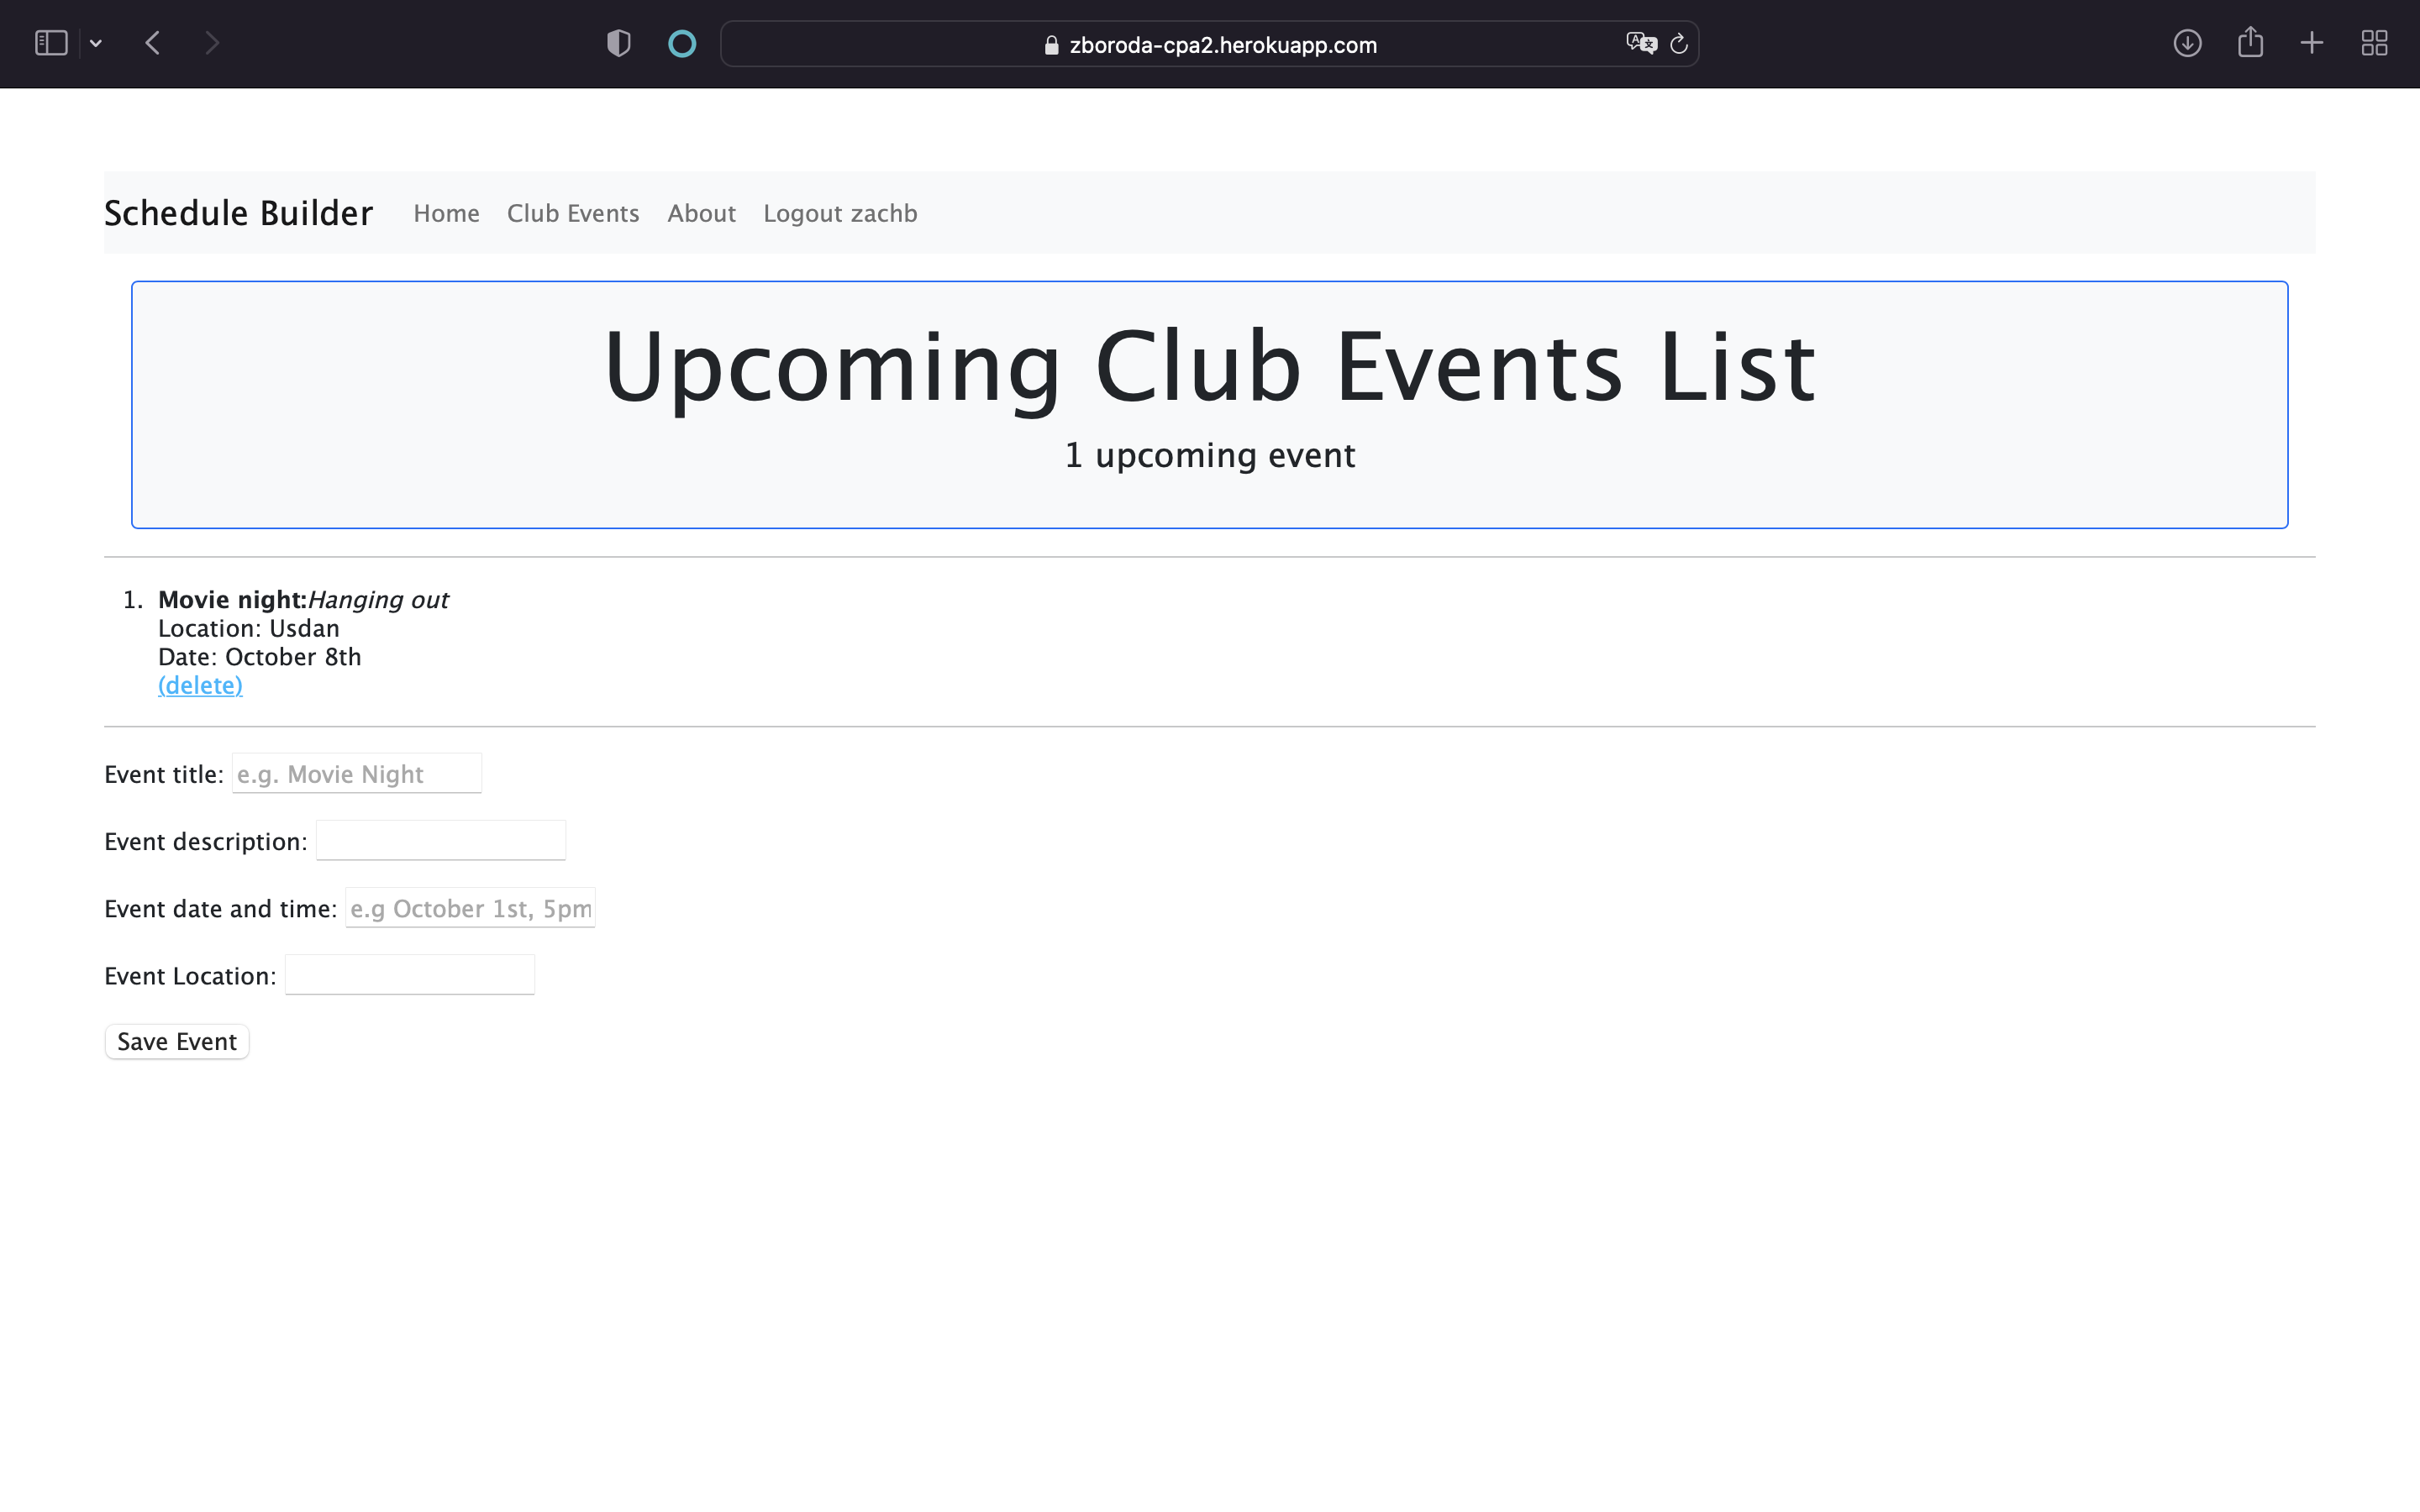 zboroda-cpa2.herokuapp.com
Schedule Builder Home Club Events About Logout zachb
Upcoming Club Events List
1 upcoming event
1. Movie night:Hanging out
Location: Usdan
Date: October 8th
(delete)
Event title: e.g. Movie Night
Event description:
Event date and time: e.g October 1st, 5pm
Event Location:
Save Event